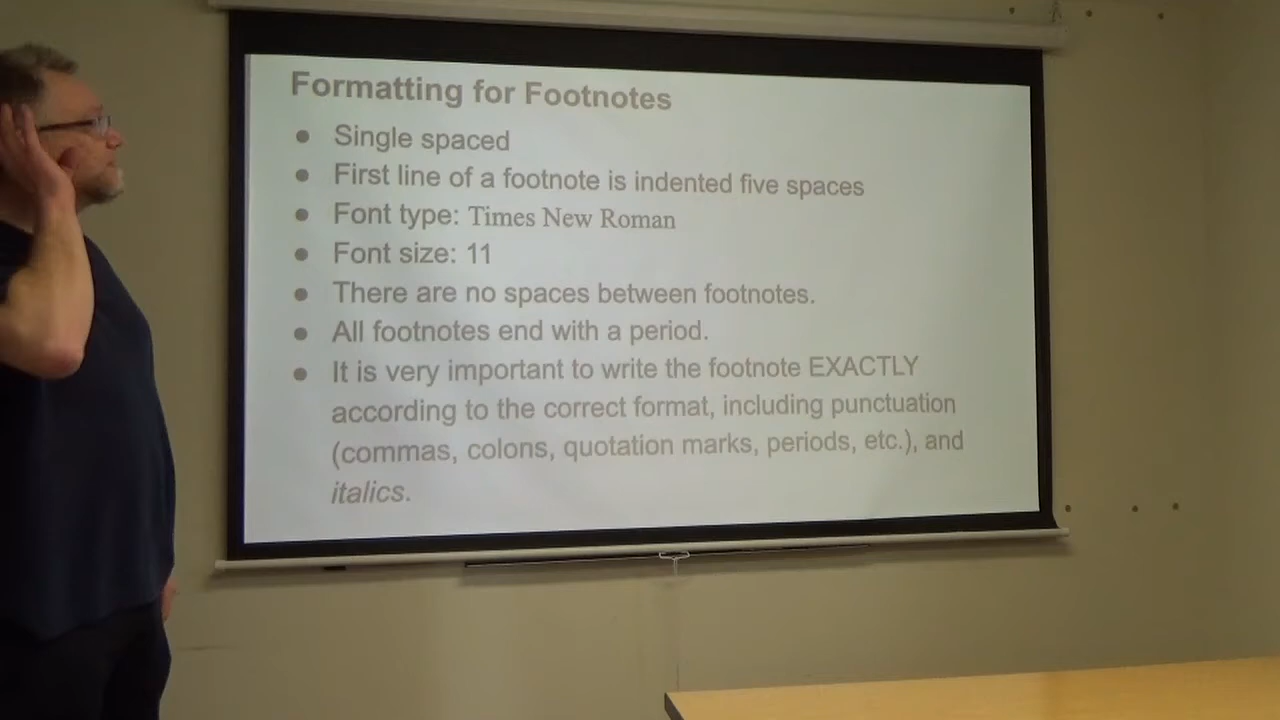 Formatting for Footnotes
● Single spaced
● First line of a footnote is indented five spaces
● Font type: Times New Roman
● Font size: 11
● There are no spaces between footnotes.
● All footnotes end with a period.
● It is very important to write the footnote EXACTLY
according to the correct format, including punctuation
(commas, colons, quotation marks, periods, etc.), and
italics.